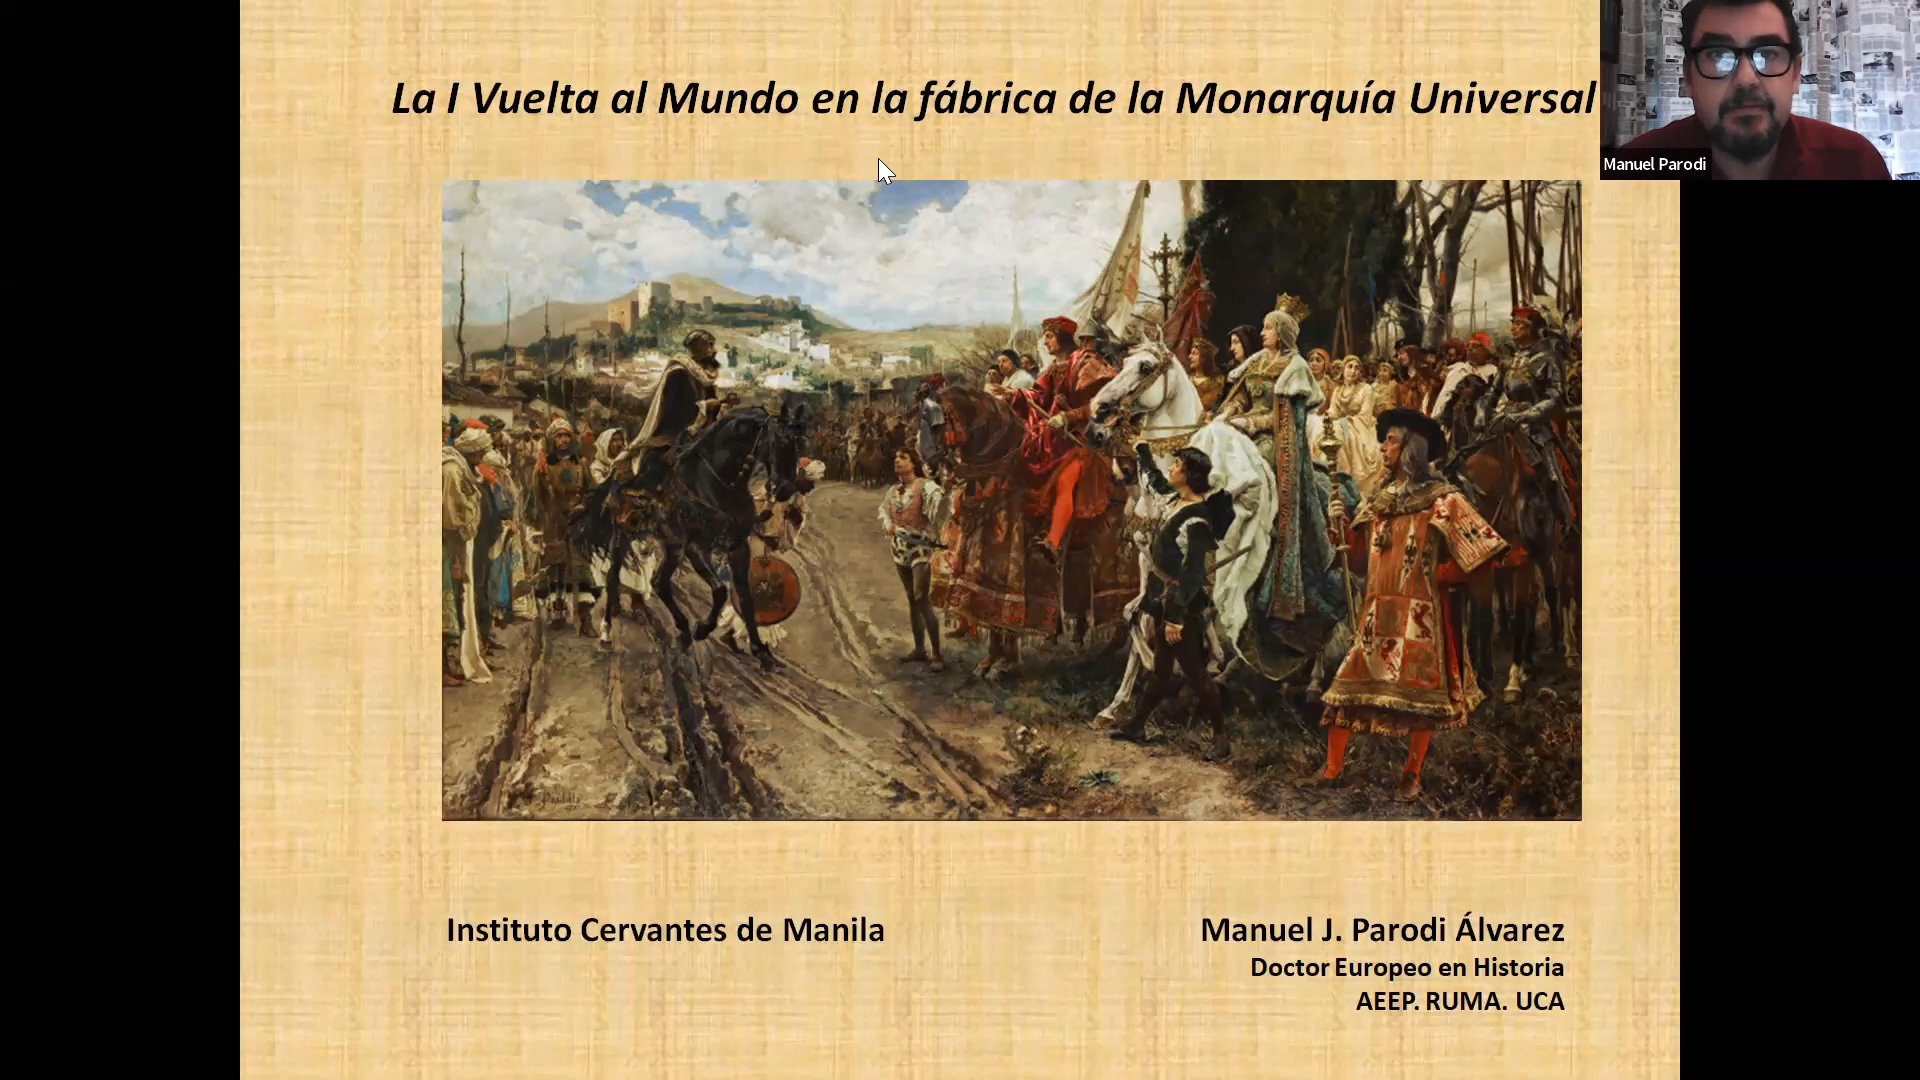 La I Vuelta al Mundo en la fábrica de la Monarquía Universal
Manuel Parodi
Instituto Cervantes de Manila
Manuel J. Parodi Álvarez
Doctor Europeo en Historia
AEEP. RUMA. UCA